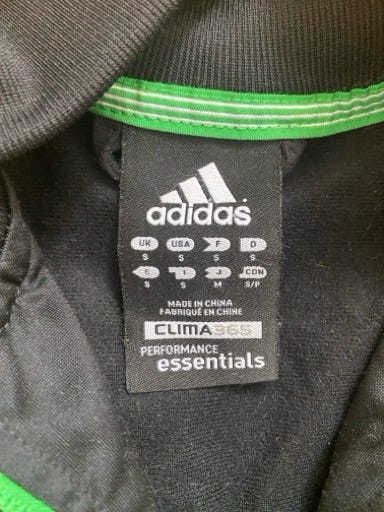 adidas
UK USA F D
S S S S
E I J CDN
S S M S/P
MADE IN CHINA
FABRIQUÉ EN CHINE
CLIMA365
PERFORMANCE
essentials